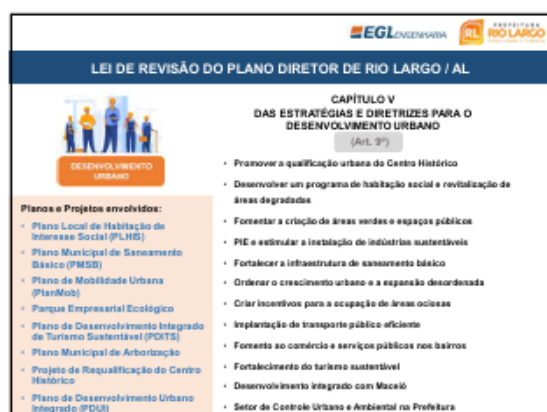 EGL ENGENHARIA
RL
PREFEITURA
RIO LARGO
LEI DE REVISÃO DO PLANO DIRETOR DE RIO LARGO / AL
CAPÍTULO V
DAS ESTRATÉGIAS E DIRETRIZES PARA O
DESENVOLVIMENTO URBANO
(Art. 9º)
DESENVOLVIMENTO
URBANO
Planos e Projetos envolvidos:
• Plano Local de Habitação de
Interesse Social (PLHIS)
• Plano Municipal de Saneamento
Básico (PMSB)
• Plano de Mobilidade Urbana
(PlanMob)
• Parque Empresarial Ecológico
• Plano de Desenvolvimento Integrado
de Turismo Sustentável (PDITS)
• Plano Municipal de Arborização
• Projeto de Requalificação do Centro
Histórico
• Plano de Desenvolvimento Urbano
Integrado (PDUI)
• Promover a qualificação urbana do Centro Histórico
• Desenvolver um programa de habitação social e revitalização de
áreas degradadas
• Fomentar a criação de áreas verdes e espaços públicos
• PIE e estimular a instalação de indústrias sustentáveis
• Fortalecer a infraestrutura de saneamento básico
• Ordenar o crescimento urbano e a expansão desordenada
• Criar incentivos para a ocupação de áreas ociosas
• Implantação de transporte público eficiente
• Fomento ao comércio e serviços públicos nos bairros
• Fortalecimento do turismo sustentável
• Desenvolvimento integrado com Maceió
• Setor de Controle Urbano e Ambiental na Prefeitura